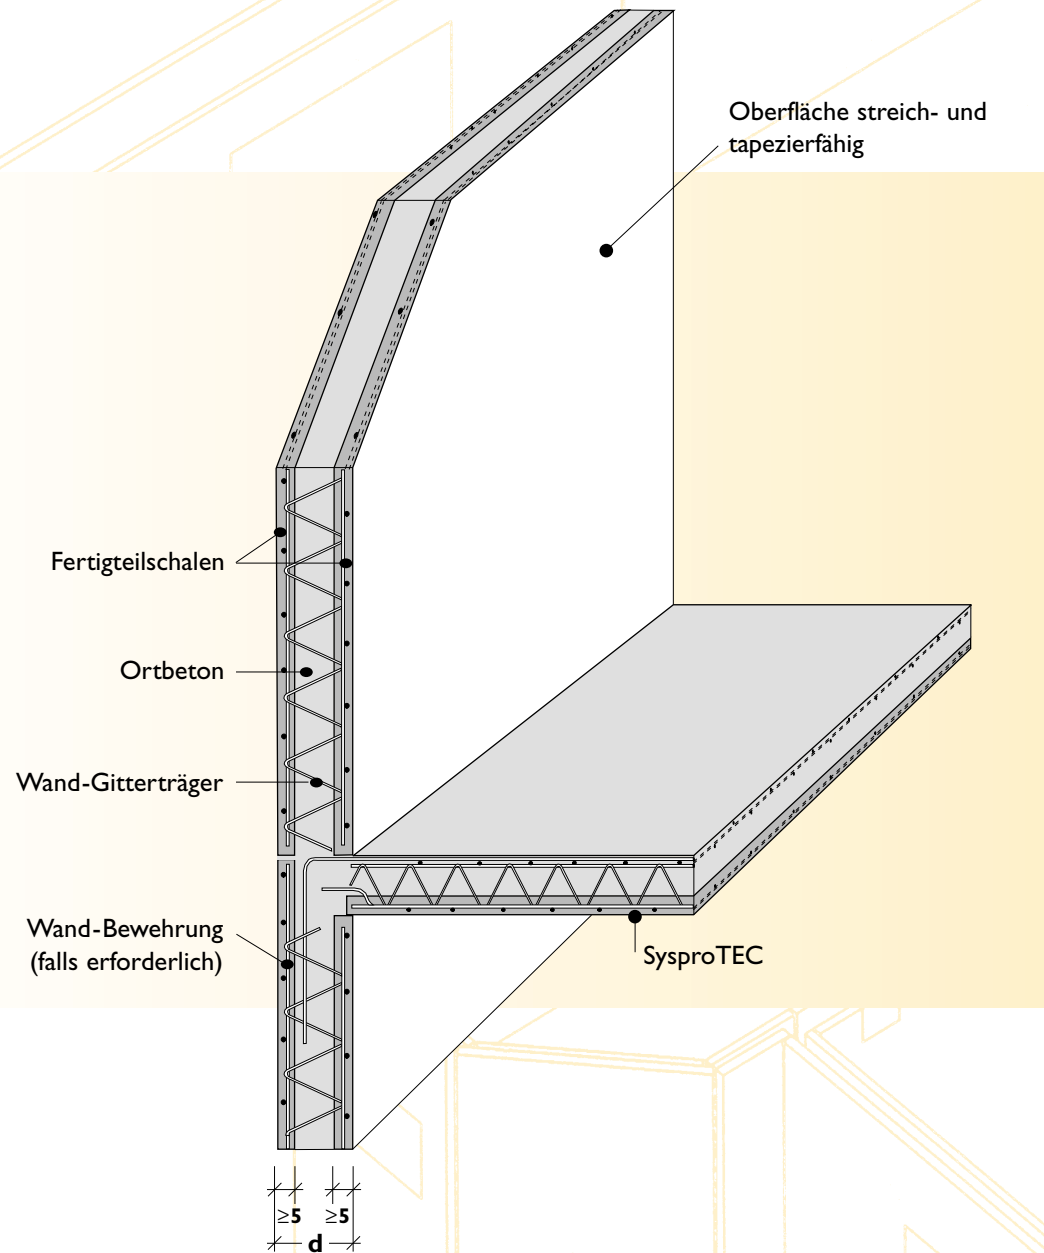 Oberfläche streich- und
tapezierfähig
Fertigteilschalen
Ortbeton
Wand-Gitterträger
Wand-Bewehrung
(falls erforderlich)
SysproTEC
≥5 ≥5
d